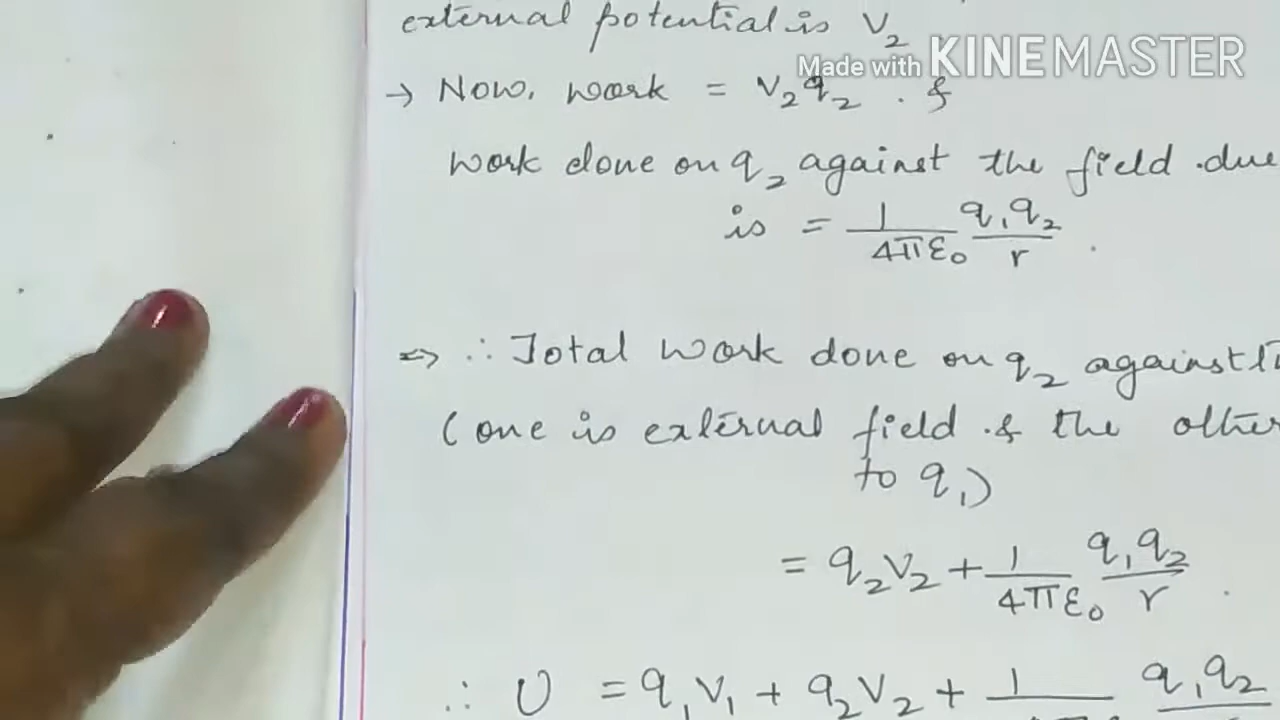 external potential is V₂
Made with KINEMASTER
→ Now, work = V₂q₂ . &
work done on q₂ against the field due
is = 1/4πε₀ q₁q₂/r .
=> ∴ Total work done on q₂ against
(one is external field & the other
to q₁)
= q₂V₂ + 1/4πε₀ q₁q₂/r .
∴ U = q₁V₁ + q₂V₂ + 1 q₁q₂